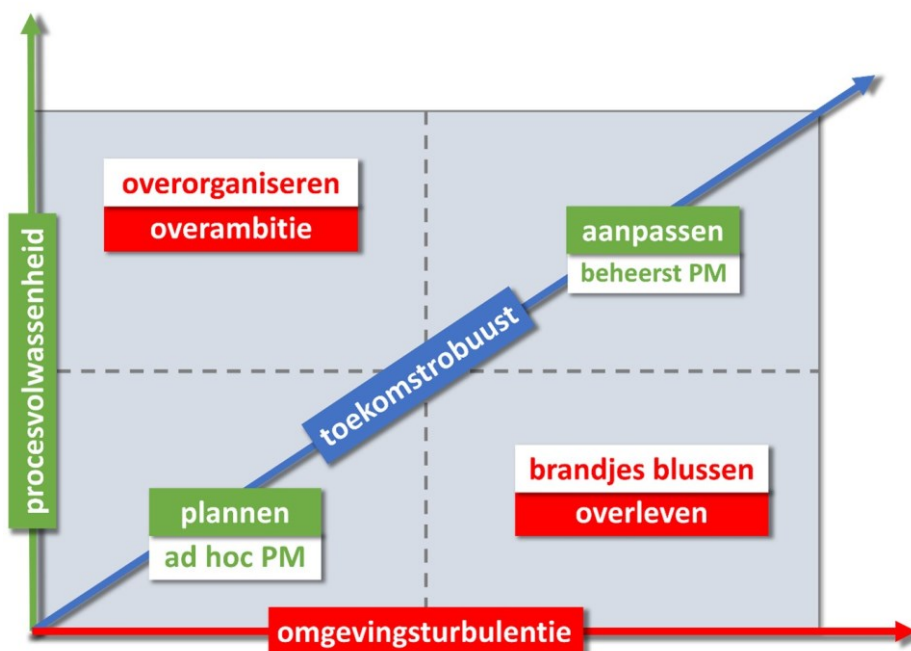 overorganiseren
overambitie
aanpassen
beheerst PM
procesvolwassenheid
toekomstrobuust
brandjes blussen
overleven
plannen
ad hoc PM
omgevingsturbulentie